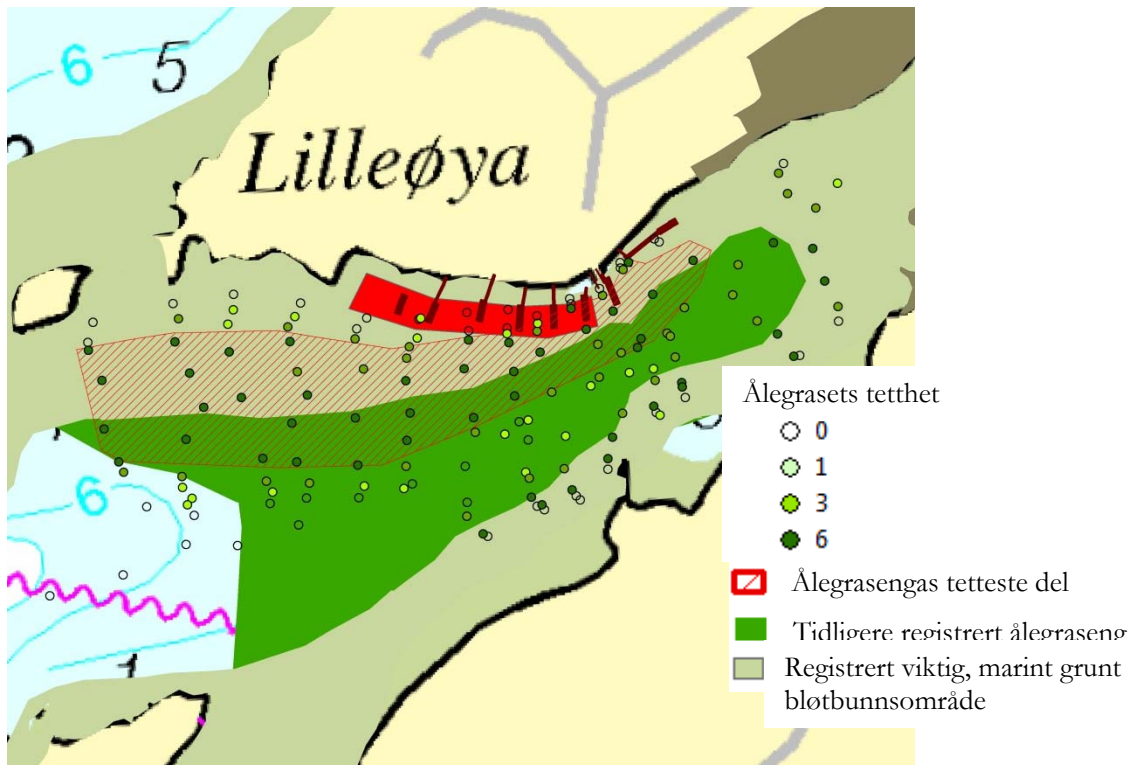 6
5
Lilleøya
6
1
Ålegrasets tetthet
0
1
3
6
Ålegrasengas tetteste del
Tidligere registrert ålegraseng
Registrert viktig, marint grunt
bløtbunnsområde